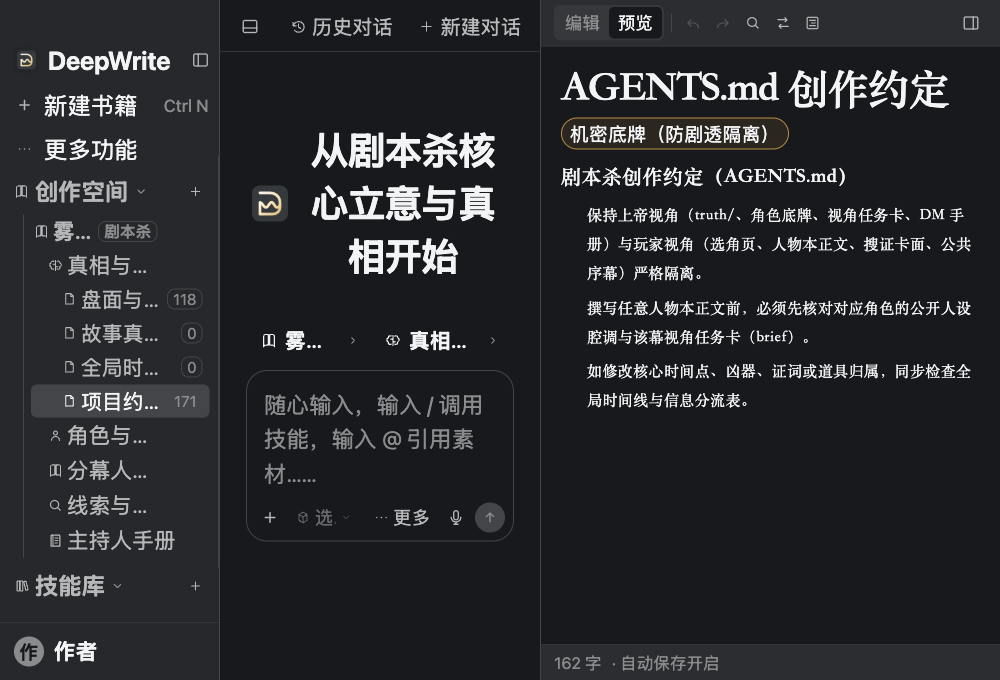 DeepWrite
新建书籍 Ctrl N
更多功能
创作空间
雾... 剧本杀
真相与...
盘面与... 118
故事真... 0
全局时... 0
项目约... 171
角色与...
分幕人...
线索与...
主持人手册
技能库
作 作者
历史对话 新建对话
从剧本杀核
心立意与真
相开始
雾... 真相...
随心输入，输入 / 调用
技能，输入 @ 引用素
材......
选 更多
编辑 预览
AGENTS.md 创作约定
机密底牌（防剧透隔离）
剧本杀创作约定（AGENTS.md）
保持上帝视角（truth/、角色底牌、视角任务卡、DM 手
册）与玩家视角（选角页、人物本正文、搜证卡面、公共
序幕）严格隔离。
撰写任意人物本正文前，必须先核对对应角色的公开人设
腔调与该幕视角任务卡（brief）。
如修改核心时间点、凶器、证词或道具归属，同步检查全
局时间线与信息分流表。
162 字 · 自动保存开启